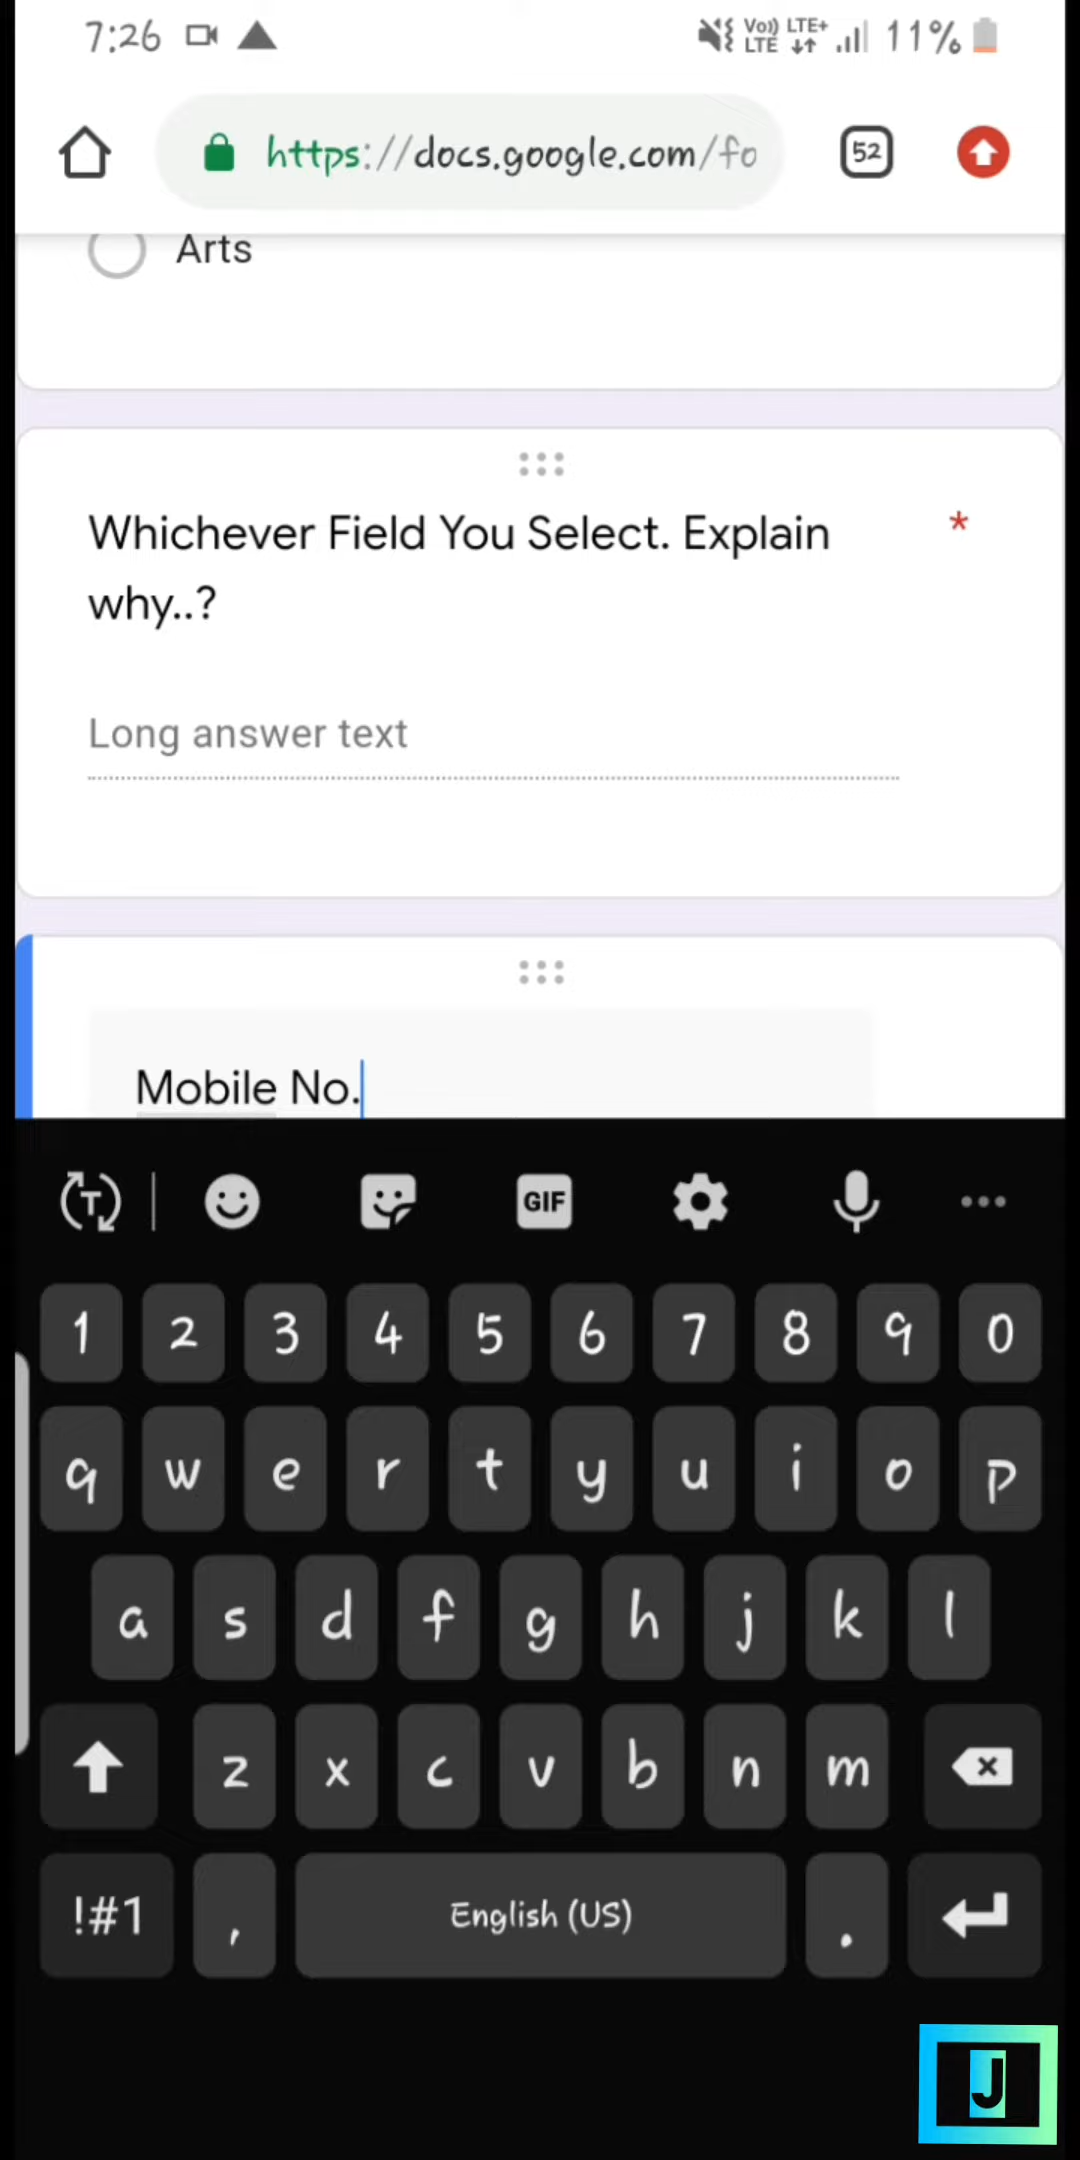 7:26 Vo)) LTE LTE+ 11%
https://docs.google.com/fo 52
Arts
Whichever Field You Select. Explain *
why..?
Long answer text
Mobile No.
T GIF
1 2 3 4 5 6 7 8 9 0
q w e r t y u i o p
a s d f g h j k l
z x c v b n m
!#1 , English (US) .
J